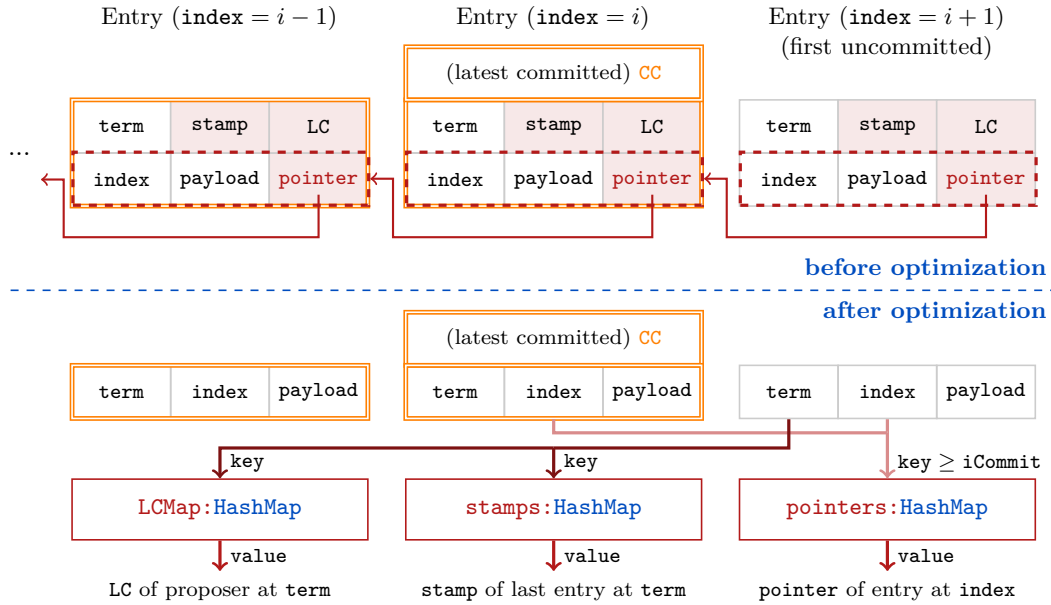 Entry (index = i − 1)
Entry (index = i)
Entry (index = i + 1)
(first uncommitted)
(latest committed) CC
term stamp LC
term stamp LC
term stamp LC
...
index payload pointer
index payload pointer
index payload pointer
before optimization
after optimization
(latest committed) CC
term index payload
term index payload
term index payload
key
key
key ≥ iCommit
LCMap:HashMap
stamps:HashMap
pointers:HashMap
value
value
value
LC of proposer at term
stamp of last entry at term
pointer of entry at index